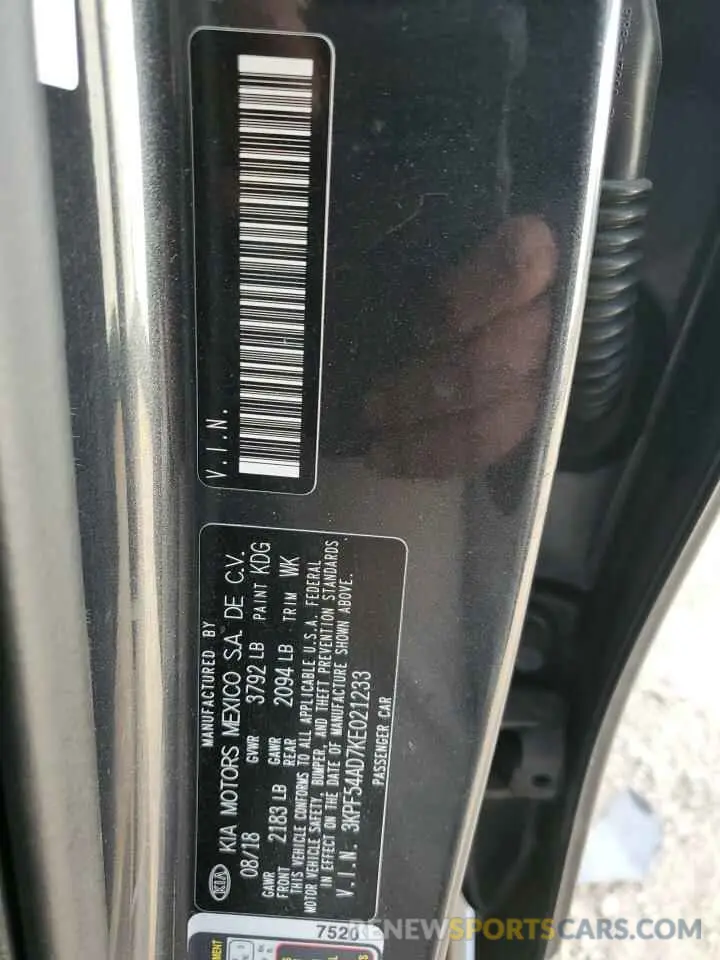 V.I.N.
MANUFACTURED BY
KIA KIA MOTORS MEXICO S.A. DE C.V.
08/18 GVWR 3792 LB PAINT KDG
GAWR FRONT 2183 LB GAWR REAR 2094 LB TRIM WK
THIS VEHICLE CONFORMS TO ALL APPLICABLE U.S.A. FEDERAL
MOTOR VEHICLE SAFETY, BUMPER, AND THEFT PREVENTION STANDARDS
IN EFFECT ON THE DATE OF MANUFACTURE SHOWN ABOVE.
V.I.N. 3KPF54AD7KE021233
PASSENGER CAR
7520
RENEWSPORTSCARS.COM